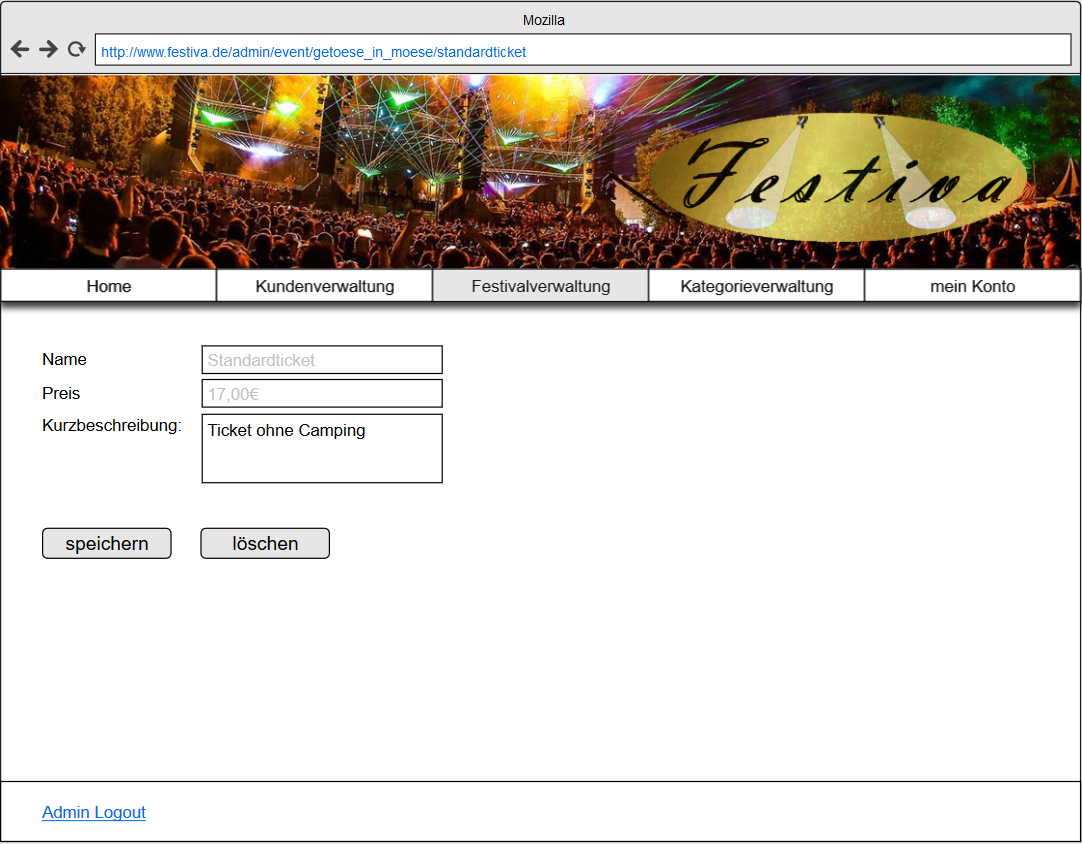 Mozilla
http://www.festiva.de/admin/event/getoese_in_moese/standardticket
Festiva
Home Kundenverwaltung Festivalverwaltung Kategorieverwaltung mein Konto
Name Standardticket
Preis 17,00€
Kurzbeschreibung: Ticket ohne Camping
speichern löschen
Admin Logout